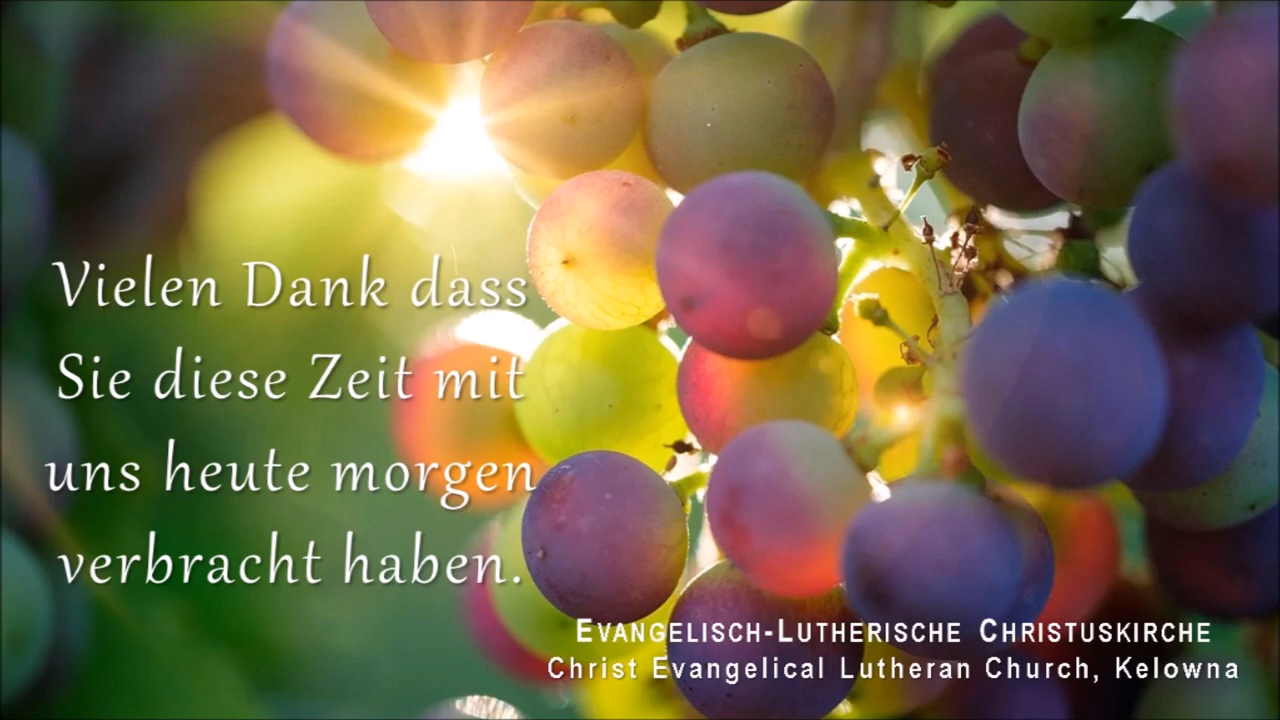 Vielen Dank dass
Sie diese Zeit mit
uns heute morgen
verbracht haben.
Evangelisch-Lutherische Christuskirche
Christ Evangelical Lutheran Church, Kelowna